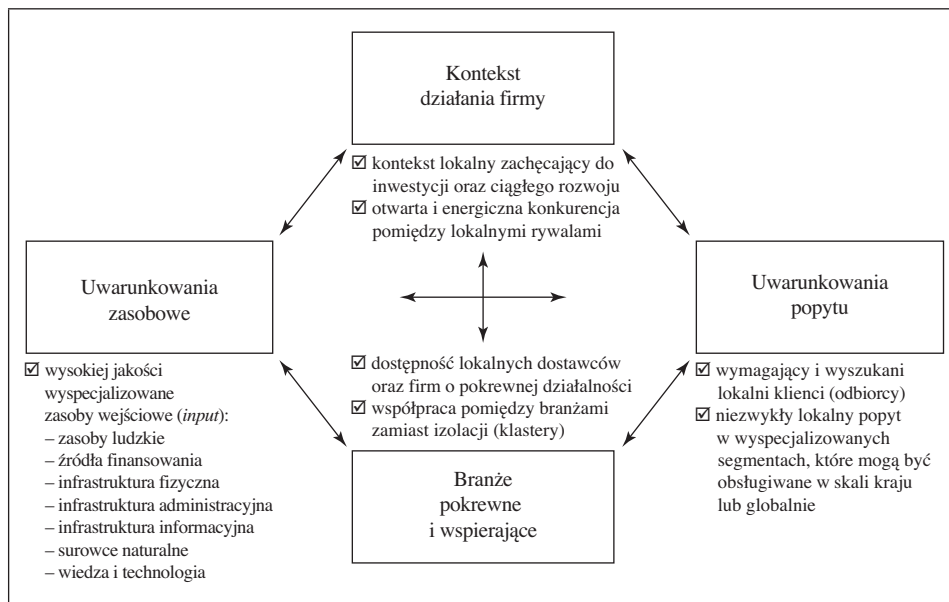 Kontekst
działania firmy
☑ kontekst lokalny zachęcający do
inwestycji oraz ciągłego rozwoju
☑ otwarta i energiczna konkurencja
pomiędzy lokalnymi rywalami
Uwarunkowania
zasobowe
☑ wysokiej jakości
wyspecjalizowane
zasoby wejściowe (input):
– zasoby ludzkie
– źródła finansowania
– infrastruktura fizyczna
– infrastruktura administracyjna
– infrastruktura informacyjna
– surowce naturalne
– wiedza i technologia
Uwarunkowania
popytu
☑ wymagający i wyszukani
lokalni klienci (odbiorcy)
☑ niezwykły lokalny popyt
w wyspecjalizowanych
segmentach, które mogą być
obsługiwane w skali kraju
lub globalnie
☑ dostępność lokalnych dostawców
oraz firm o pokrewnej działalności
☑ współpraca pomiędzy branżami
zamiast izolacji (klastery)
Branże
pokrewne
i wspierające